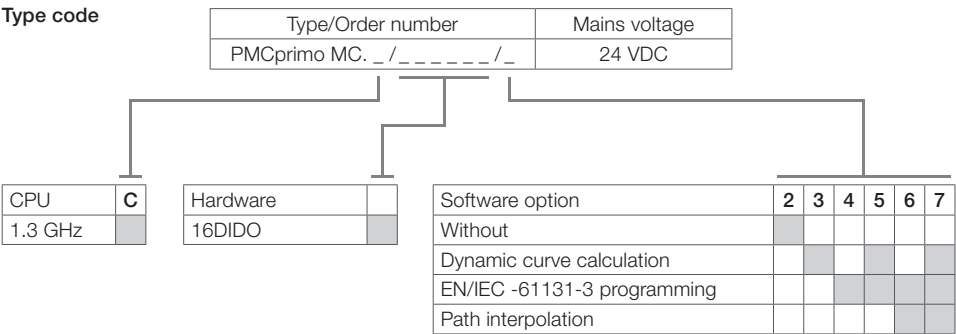 Type code
Type/Order number Mains voltage
PMCprimo MC. _ /_ _ _ _ _ _ /_ 24 VDC
CPU C
1.3 GHz
Hardware
16DIDO
Software option 2 3 4 5 6 7
Without
Dynamic curve calculation
EN/IEC -61131-3 programming
Path interpolation